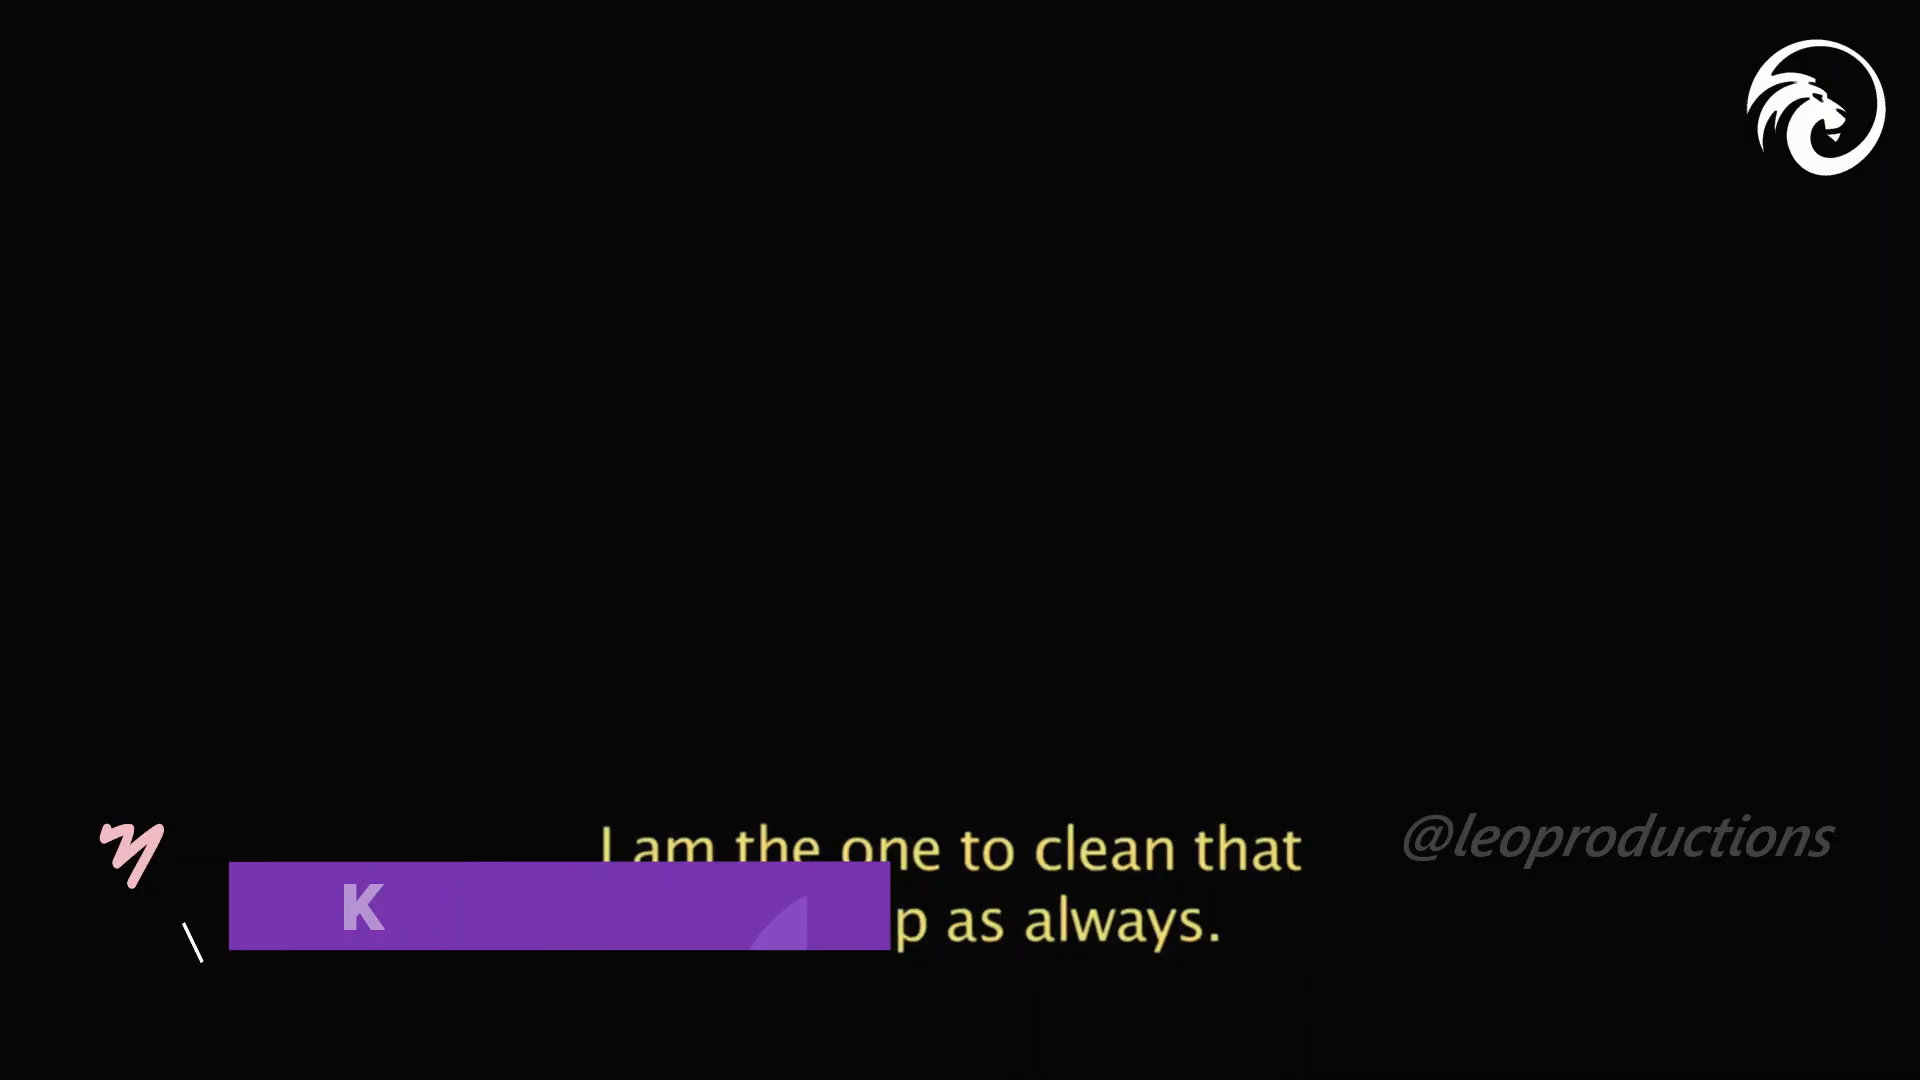 I am the one to clean that
as always.
@leoproductions
K